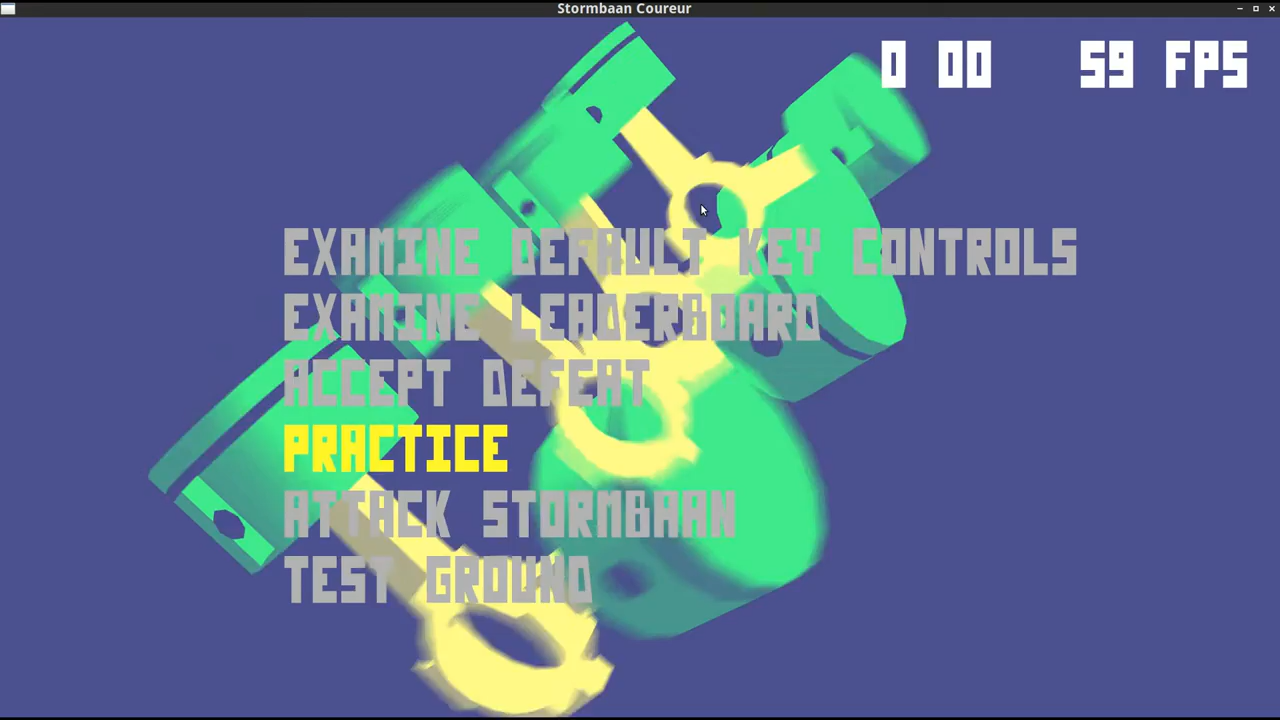 Stormbaan Coureur
0 00 59 FPS
EXAMINE DEFAULT KEY CONTROLS
EXAMINE LEADERBOARD
ACCEPT DEFEAT
PRACTICE
ATTACK STORMBAAN
TEST GROUND